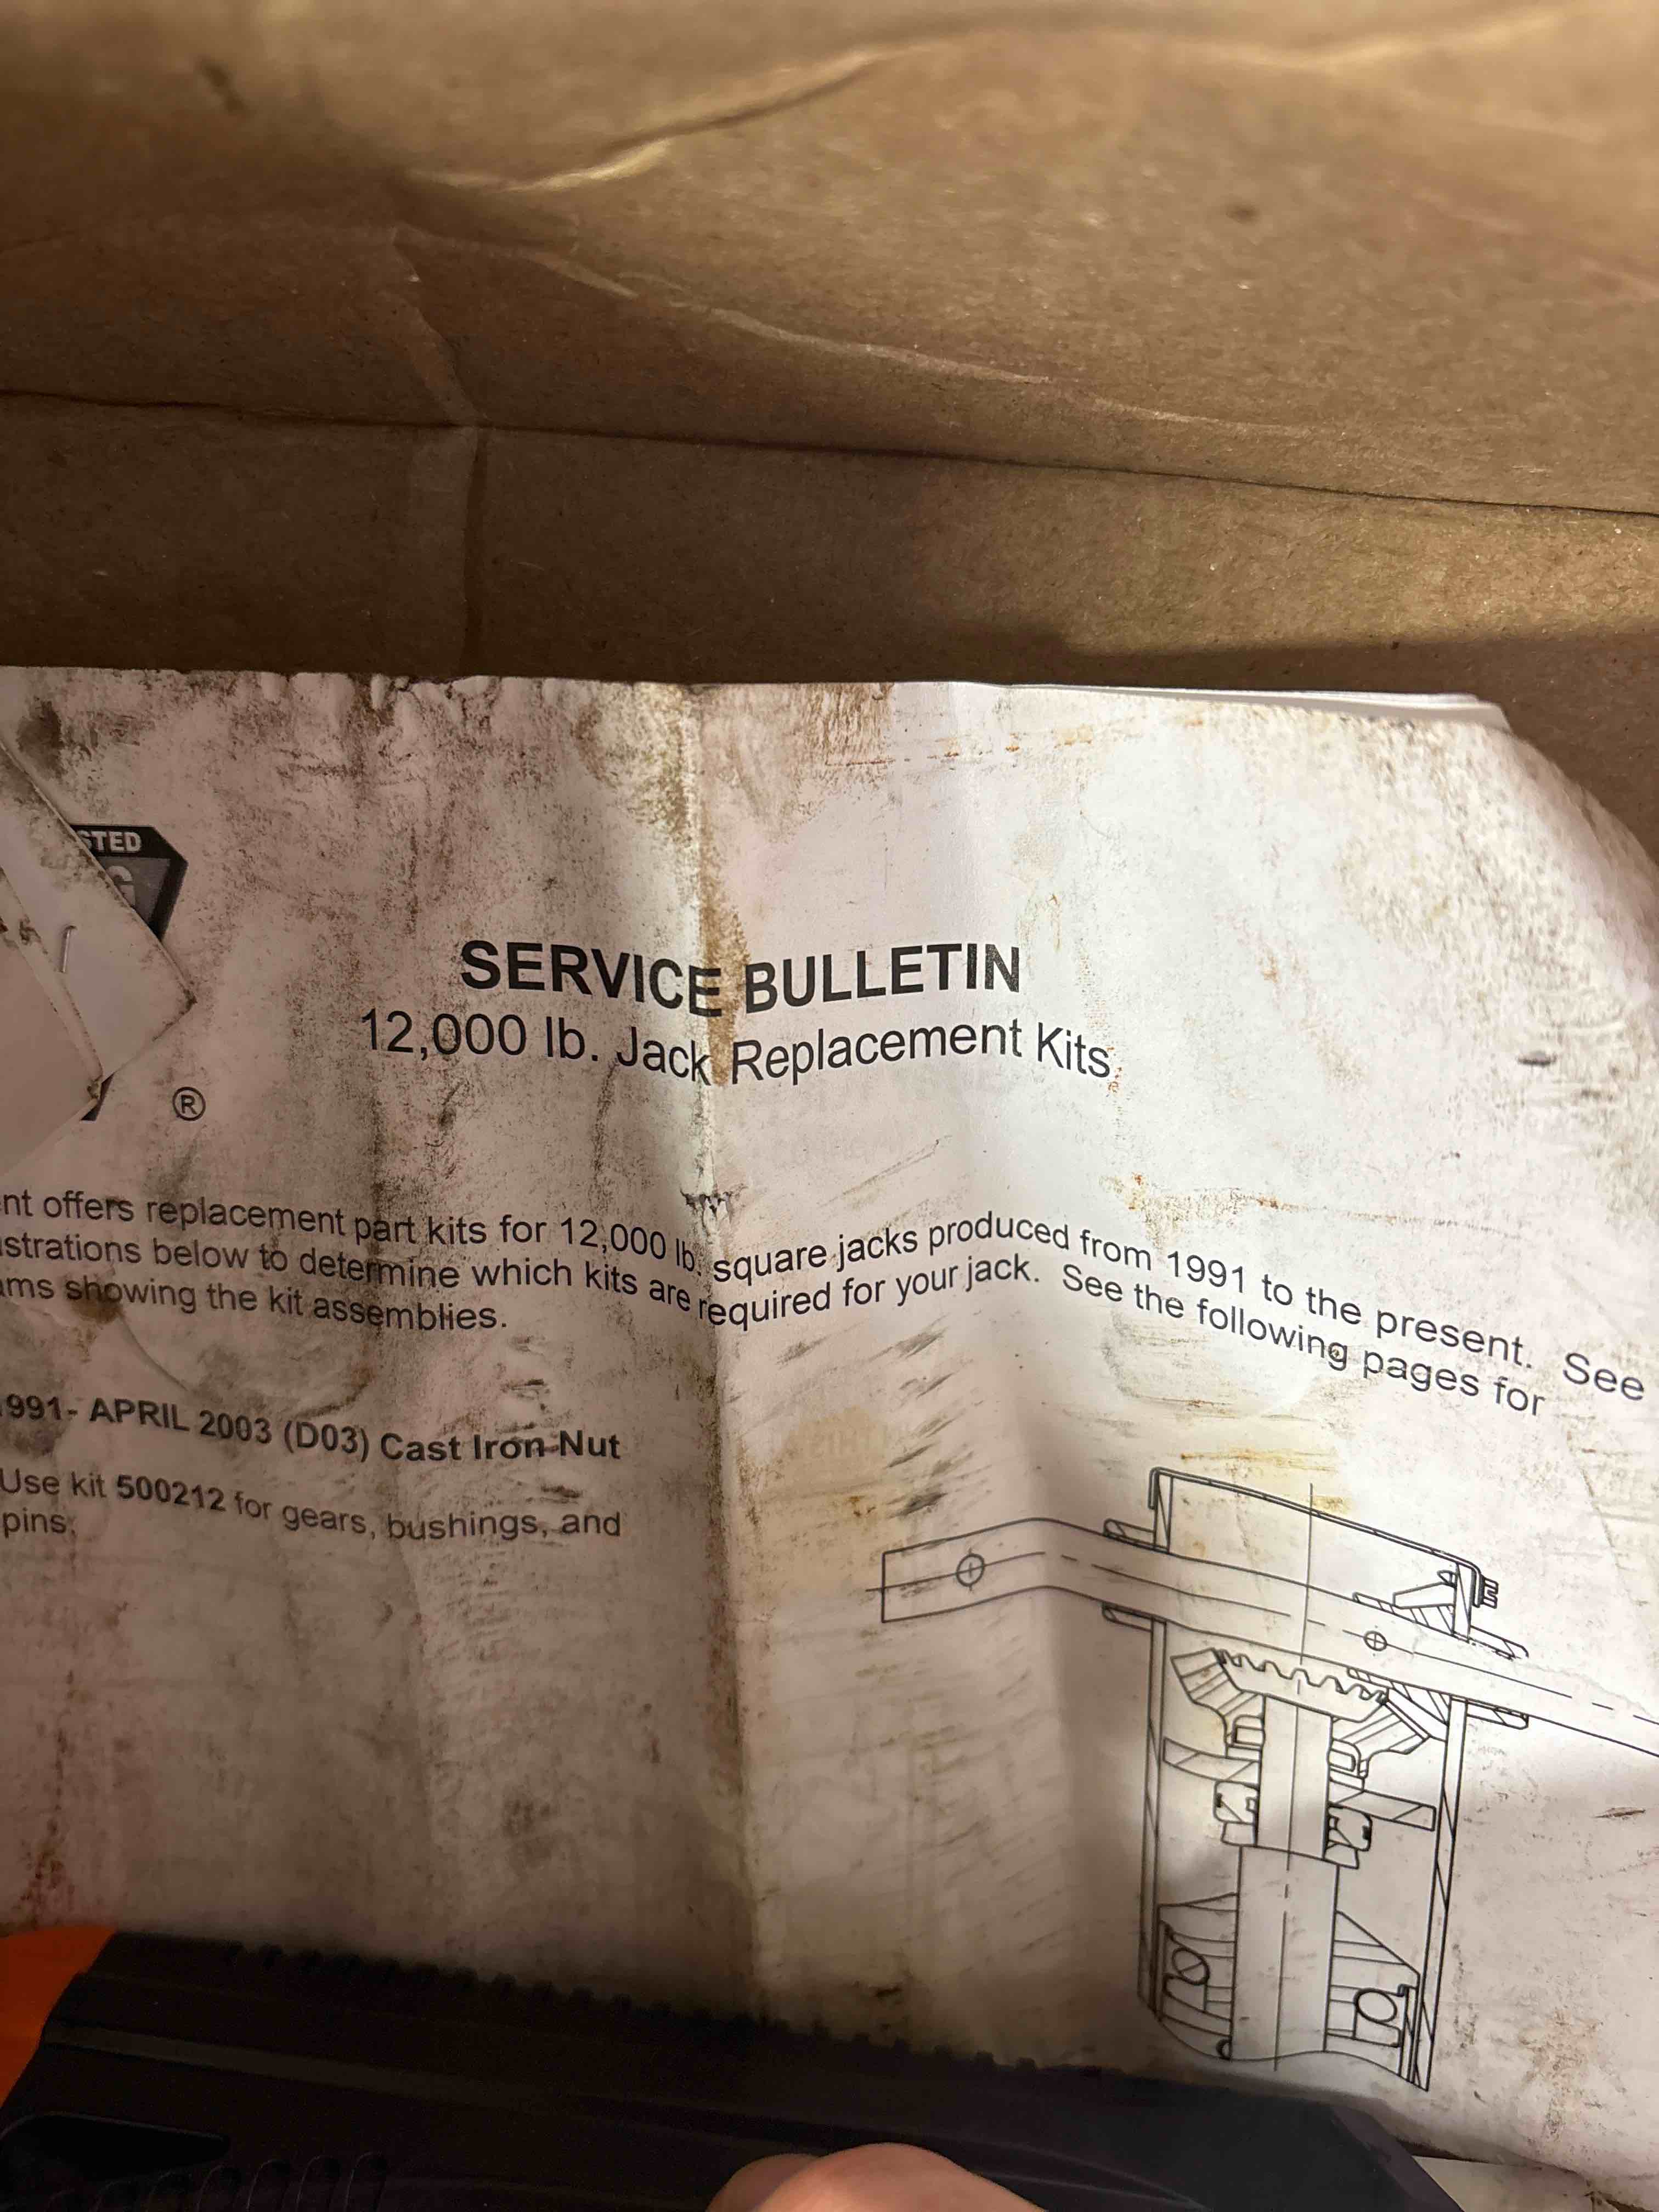 STED
G
SERVICE BULLETIN
12,000 lb. Jack Replacement Kits
®
nt offers replacement part kits for 12,000 lb. square jacks produced from 1991 to the present. See
strations below to determine which kits are required for your jack. See the following pages for
ams showing the kit assemblies.
991- APRIL 2003 (D03) Cast Iron Nut
Use kit 500212 for gears, bushings, and
pins.